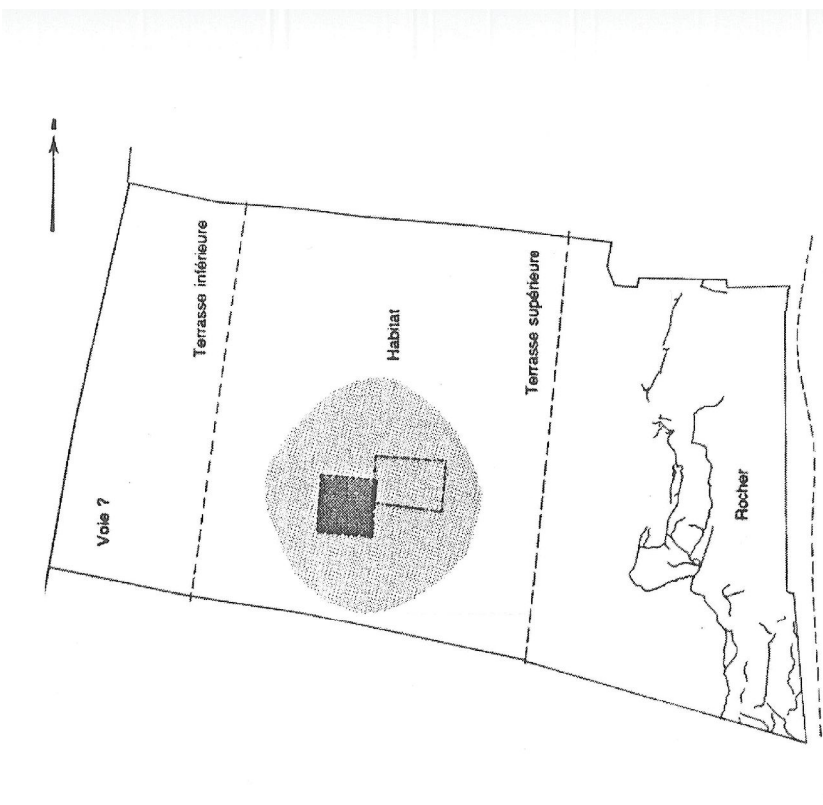 Voie ?
Terrasse inférieure
Habitat
Terrasse supérieure
Rocher